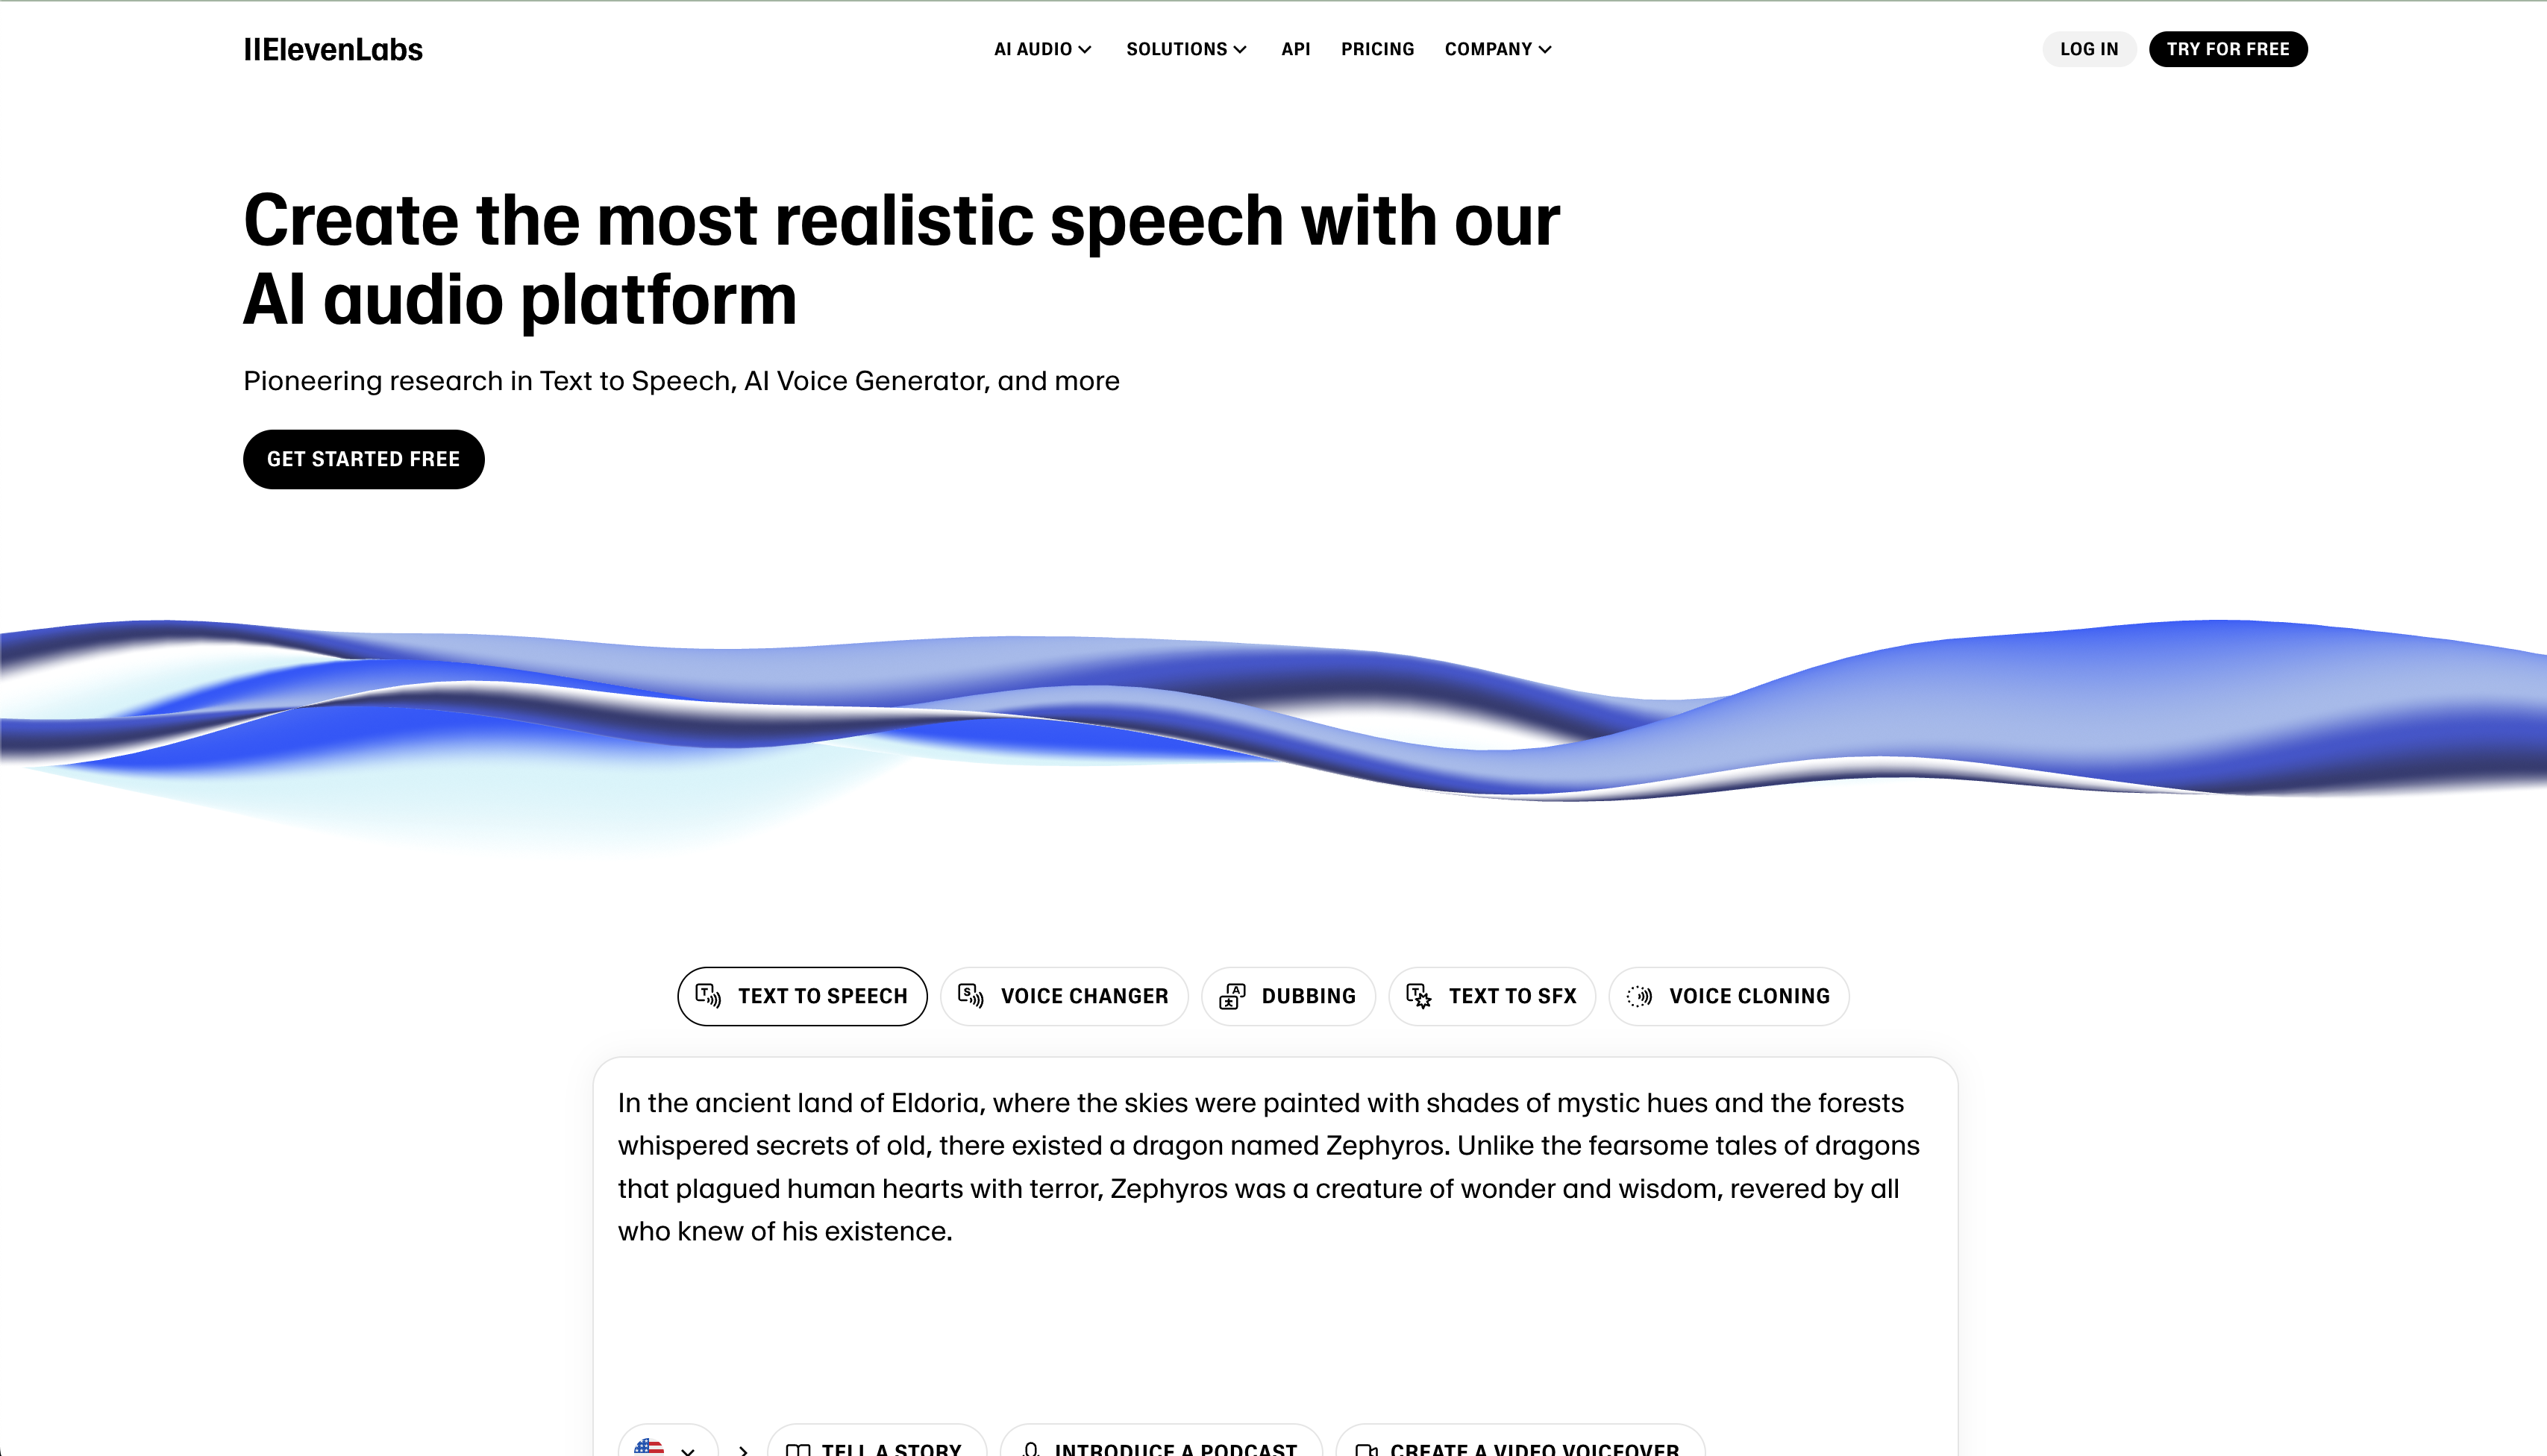 IIElevenLabs
AI AUDIO
SOLUTIONS
API
PRICING
COMPANY
LOG IN
TRY FOR FREE
Create the most realistic speech with our
AI audio platform
Pioneering research in Text to Speech, AI Voice Generator, and more
GET STARTED FREE
TEXT TO SPEECH
VOICE CHANGER
DUBBING
TEXT TO SFX
VOICE CLONING
In the ancient land of Eldoria, where the skies were painted with shades of mystic hues and the forests
whispered secrets of old, there existed a dragon named Zephyros. Unlike the fearsome tales of dragons
that plagued human hearts with terror, Zephyros was a creature of wonder and wisdom, revered by all
who knew of his existence.
TELL A STORY
INTRODUCE A PODCAST
CREATE A VIDEO VOICEOVER